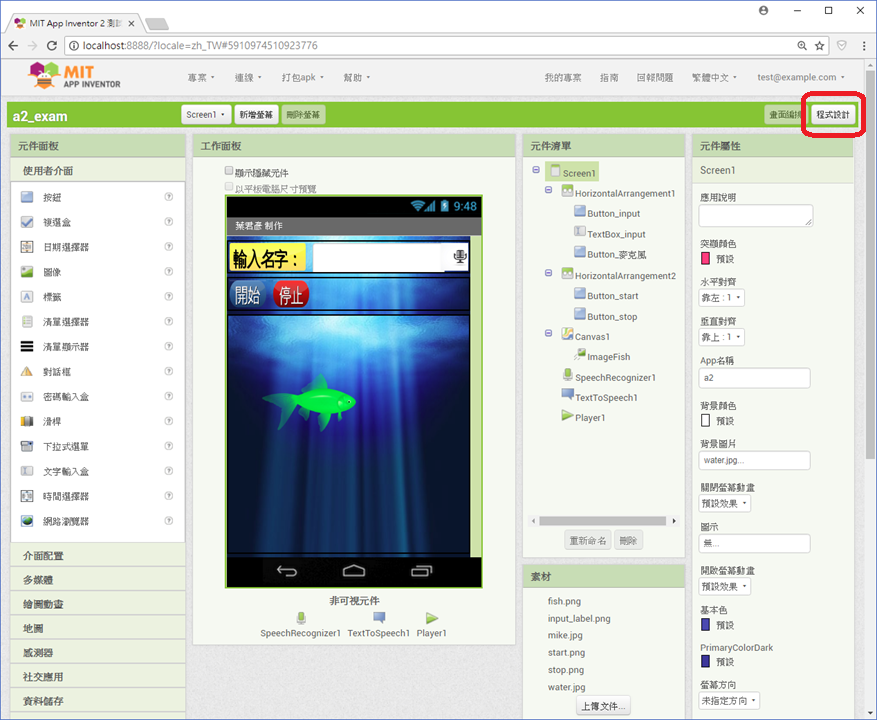 MIT App Inventor 2 測試
localhost:8888/?locale=zh_TW#5910974510923776
MIT
APP INVENTOR
專案 連線 打包apk 幫助 我的專案 指南 回報問題 繁體中文 test@example.com
a2_exam Screen1 新增螢幕 刪除螢幕 畫面編排 程式設計
元件面板
使用者介面
按鈕
複選盒
日期選擇器
圖像
標籤
清單選擇器
清單顯示器
對話框
密碼輸入盒
滑桿
下拉式選單
文字輸入盒
時間選擇器
網路瀏覽器
介面配置
多媒體
繪圖動畫
地圖
感測器
社交應用
資料儲存
工作面板
顯示隱藏元件
以平板電腦尺寸預覽
9:48
葉君彥 制作
輸入名字：
開始 停止
非可視元件
SpeechRecognizer1 TextToSpeech1 Player1
元件清單
Screen1
HorizontalArrangement1
Button_input
TextBox_input
Button_麥克風
HorizontalArrangement2
Button_start
Button_stop
Canvas1
ImageFish
SpeechRecognizer1
TextToSpeech1
Player1
重新命名 刪除
素材
fish.png
input_label.png
mike.jpg
start.png
stop.png
water.jpg
上傳文件...
元件屬性
Screen1
應用說明
突顯顏色
預設
水平對齊
靠左 : 1
垂直對齊
靠上 : 1
App名稱
a2
背景顏色
預設
背景圖片
water.jpg...
關閉螢幕動畫
預設效果
圖示
無...
開啟螢幕動畫
預設效果
基本色
預設
PrimaryColorDark
預設
螢幕方向
未指定方向